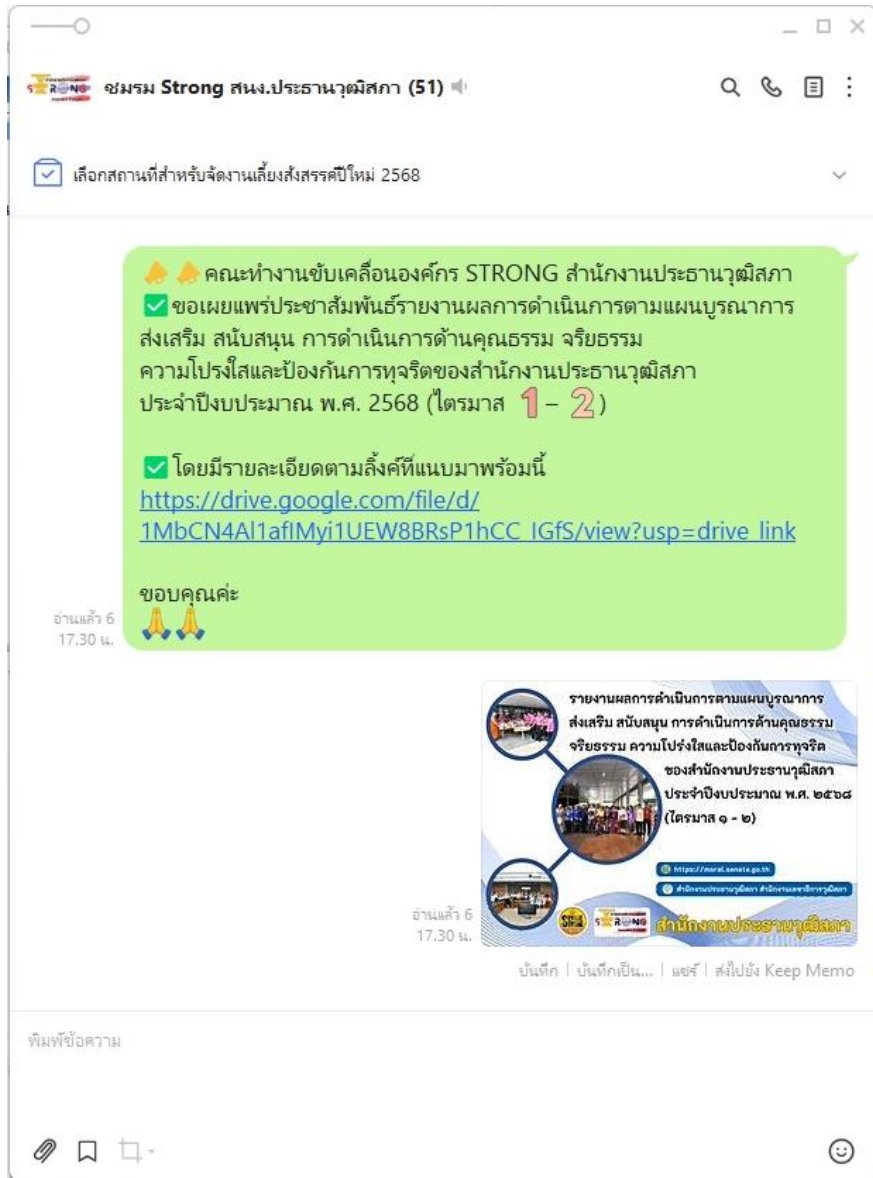 ชมรม Strong สนง.ประธานวุฒิสภา (51)
เลือกสถานที่สำหรับจัดงานเลี้ยงสังสรรค์ปีใหม่ 2568
📣 📣 คณะทำงานขับเคลื่อนองค์กร STRONG สำนักงานประธานวุฒิสภา
✅ ขอเผยแพร่ประชาสัมพันธ์รายงานผลการดำเนินการตามแผนบูรณาการ
ส่งเสริม สนับสนุน การดำเนินการด้านคุณธรรม จริยธรรม
ความโปร่งใสและป้องกันการทุจริตของสำนักงานประธานวุฒิสภา
ประจำปีงบประมาณ พ.ศ. 2568 (ไตรมาส 1 – 2)
✅ โดยมีรายละเอียดตามลิ้งค์ที่แนบมาพร้อมนี้
https://drive.google.com/file/d/
1MbCN4Al1afIMyi1UEW8BRsP1hCC_IGfS/view?usp=drive_link
ขอบคุณค่ะ
🙏🙏
อ่านแล้ว 6
17.30 น.
รายงานผลการดำเนินการตามแผนบูรณาการ
ส่งเสริม สนับสนุน การดำเนินการด้านคุณธรรม
จริยธรรม ความโปร่งใสและป้องกันการทุจริต
ของสำนักงานประธานวุฒิสภา
ประจำปีงบประมาณ พ.ศ. ๒๕๖๘
(ไตรมาส ๑ - ๒)
https://moral.senate.go.th
สำนักงานประธานวุฒิสภา สำนักงานเลขาธิการวุฒิสภา
STRONG
สำนักงานประธานวุฒิสภา
อ่านแล้ว 6
17.30 น.
บันทึก | บันทึกเป็น... | แชร์ | ส่งไปยัง Keep Memo
พิมพ์ข้อความ